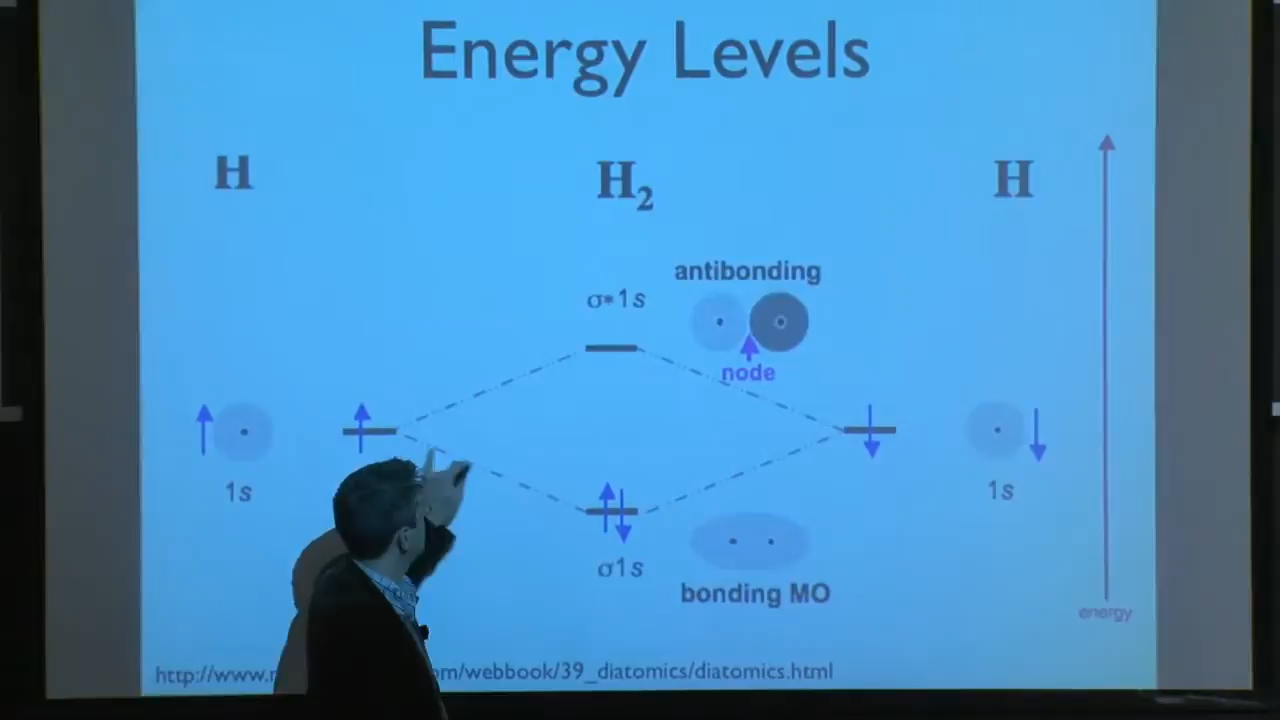 Energy Levels
H
H₂
H
antibonding
σ*1s
node
1s
1s
σ1s
bonding MO
energy
http://www. om/webbook/39_diatomics/diatomics.html